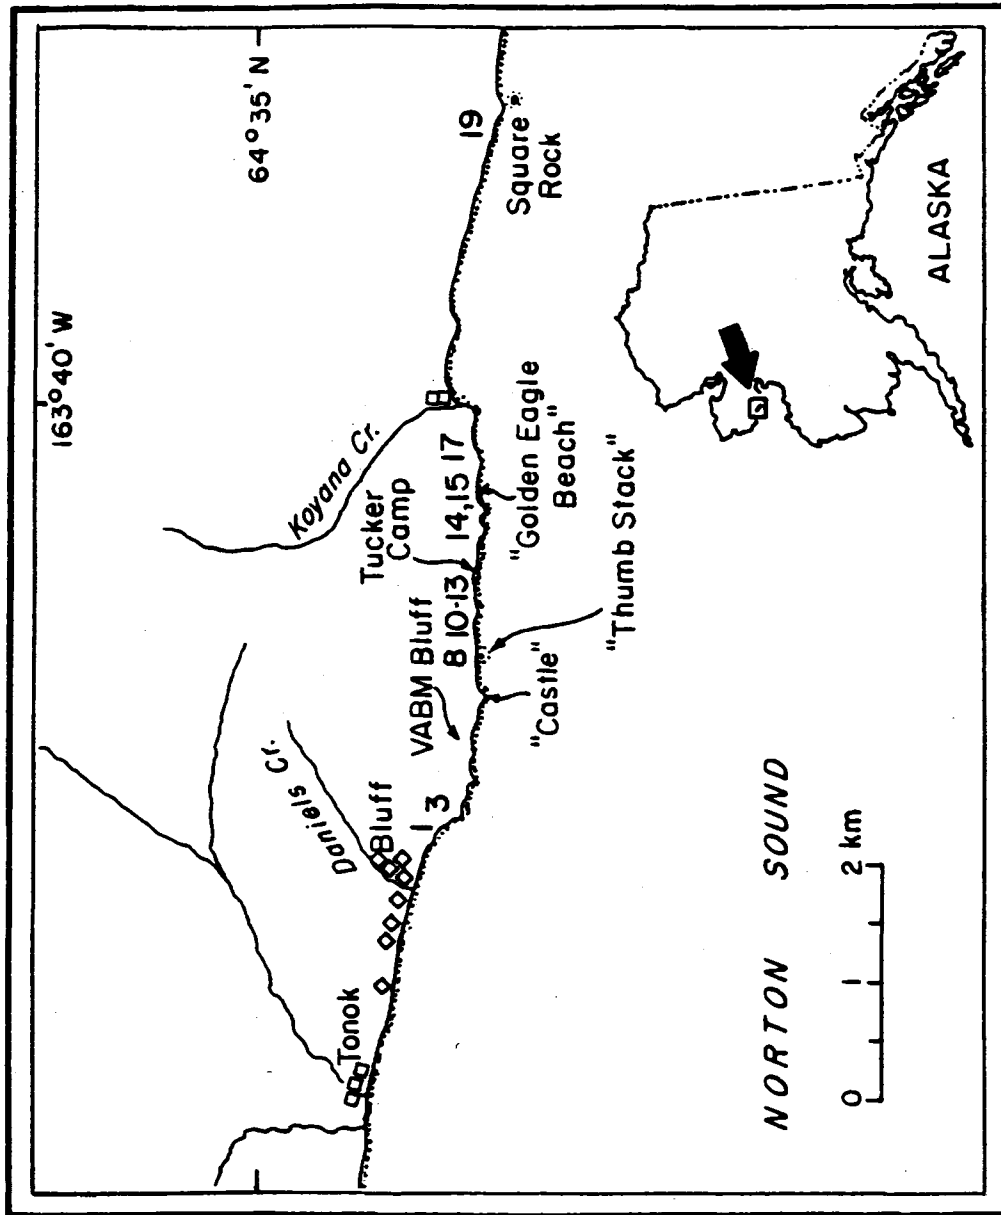 163°40' W
64°35' N
Koyana Cr.
Daniels Cr.
Tonok
Bluff
1
3
VABM Bluff
8 10-13
Tucker
Camp
14,15 17
19
"Castle"
"Thumb Stack"
"Golden Eagle
Beach"
Square
Rock
NORTON SOUND
0 1 2 km
ALASKA